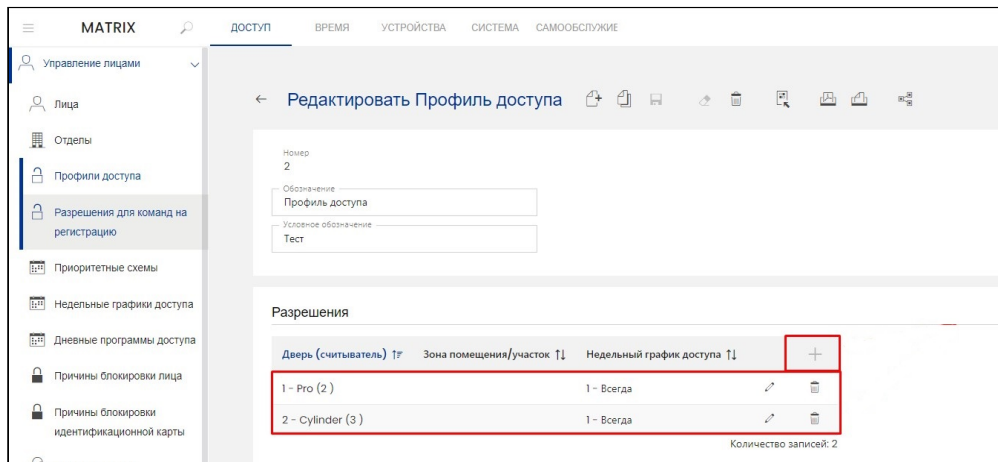 MATRIX
ДОСТУП ВРЕМЯ УСТРОЙСТВА СИСТЕМА САМООБСЛУЖИЕ
Управление лицами
Лица
Отделы
Профили доступа
Разрешения для команд на
регистрацию
Приоритетные схемы
Недельные графики доступа
Дневные программы доступа
Причины блокировки лица
Причины блокировки
идентификационной карты
Редактировать Профиль доступа
Номер
2
Обозначение
Профиль доступа
Условное обозначение
Тест
Разрешения
Дверь (считыватель) Зона помещения/участок Недельный график доступа
1 - Pro (2 ) 1 - Всегда
2 - Cylinder (3 ) 1 - Всегда
Количество записей: 2